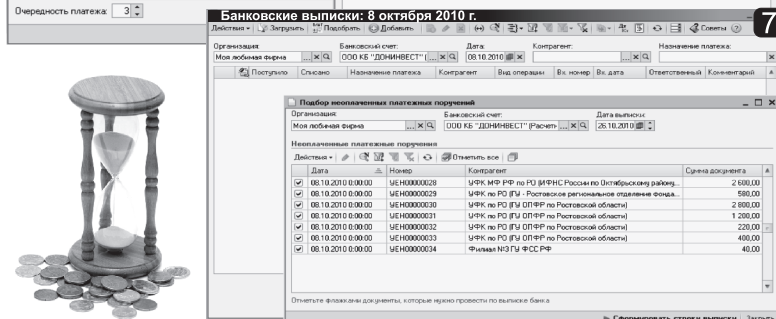 Очередность платежа: 3
Банковские выписки: 8 октября 2010 г.
7
Действия Загрузить Подобрать Добавить Советы
Организация: Банковский счет: Дата: Контрагент: Назначение платежа:
Моя любимая фирма ... x ООО КБ "ДОНИНВЕСТ" ( ... x 08.10.2010 x ... x x
Поступило Списано Назначение платежа Контрагент Вид операции Вх. номер Вх. дата Ответственный Комментарий
Подбор неоплаченных платежных поручений
Организация: Банковский счет: Дата выписки:
Моя любимая фирма ... x ООО КБ "ДОНИНВЕСТ" (Расчетн ... x 26.10.2010
Неоплаченные платежные поручения
Действия Отметить все
Дата Номер Контрагент Сумма документа
08.10.2010 0:00:00 УЕН00000028 УФК МФ РФ по РО (ИФНС России по Октябрьскому району... 2 600,00
08.10.2010 0:00:00 УЕН00000029 УФК по РО (ГУ - Ростовское региональное отделение Фонда... 580,00
08.10.2010 0:00:00 УЕН00000030 УФК по РО (ГУ ОПФР по Ростовской области) 2 800,00
08.10.2010 0:00:00 УЕН00000031 УФК по РО (ГУ ОПФР по Ростовской области) 1 200,00
08.10.2010 0:00:00 УЕН00000032 УФК по РО (ГУ ОПФР по Ростовской области) 220,00
08.10.2010 0:00:00 УЕН00000033 УФК по РО (ГУ ОПФР по Ростовской области) 400,00
08.10.2010 0:00:00 УЕН00000034 Филиал №3 ГУ ФСС РФ 40,00
Отметьте флажками документы, которые нужно провести по выписке банка
Сформировать строки выписки Закрыть